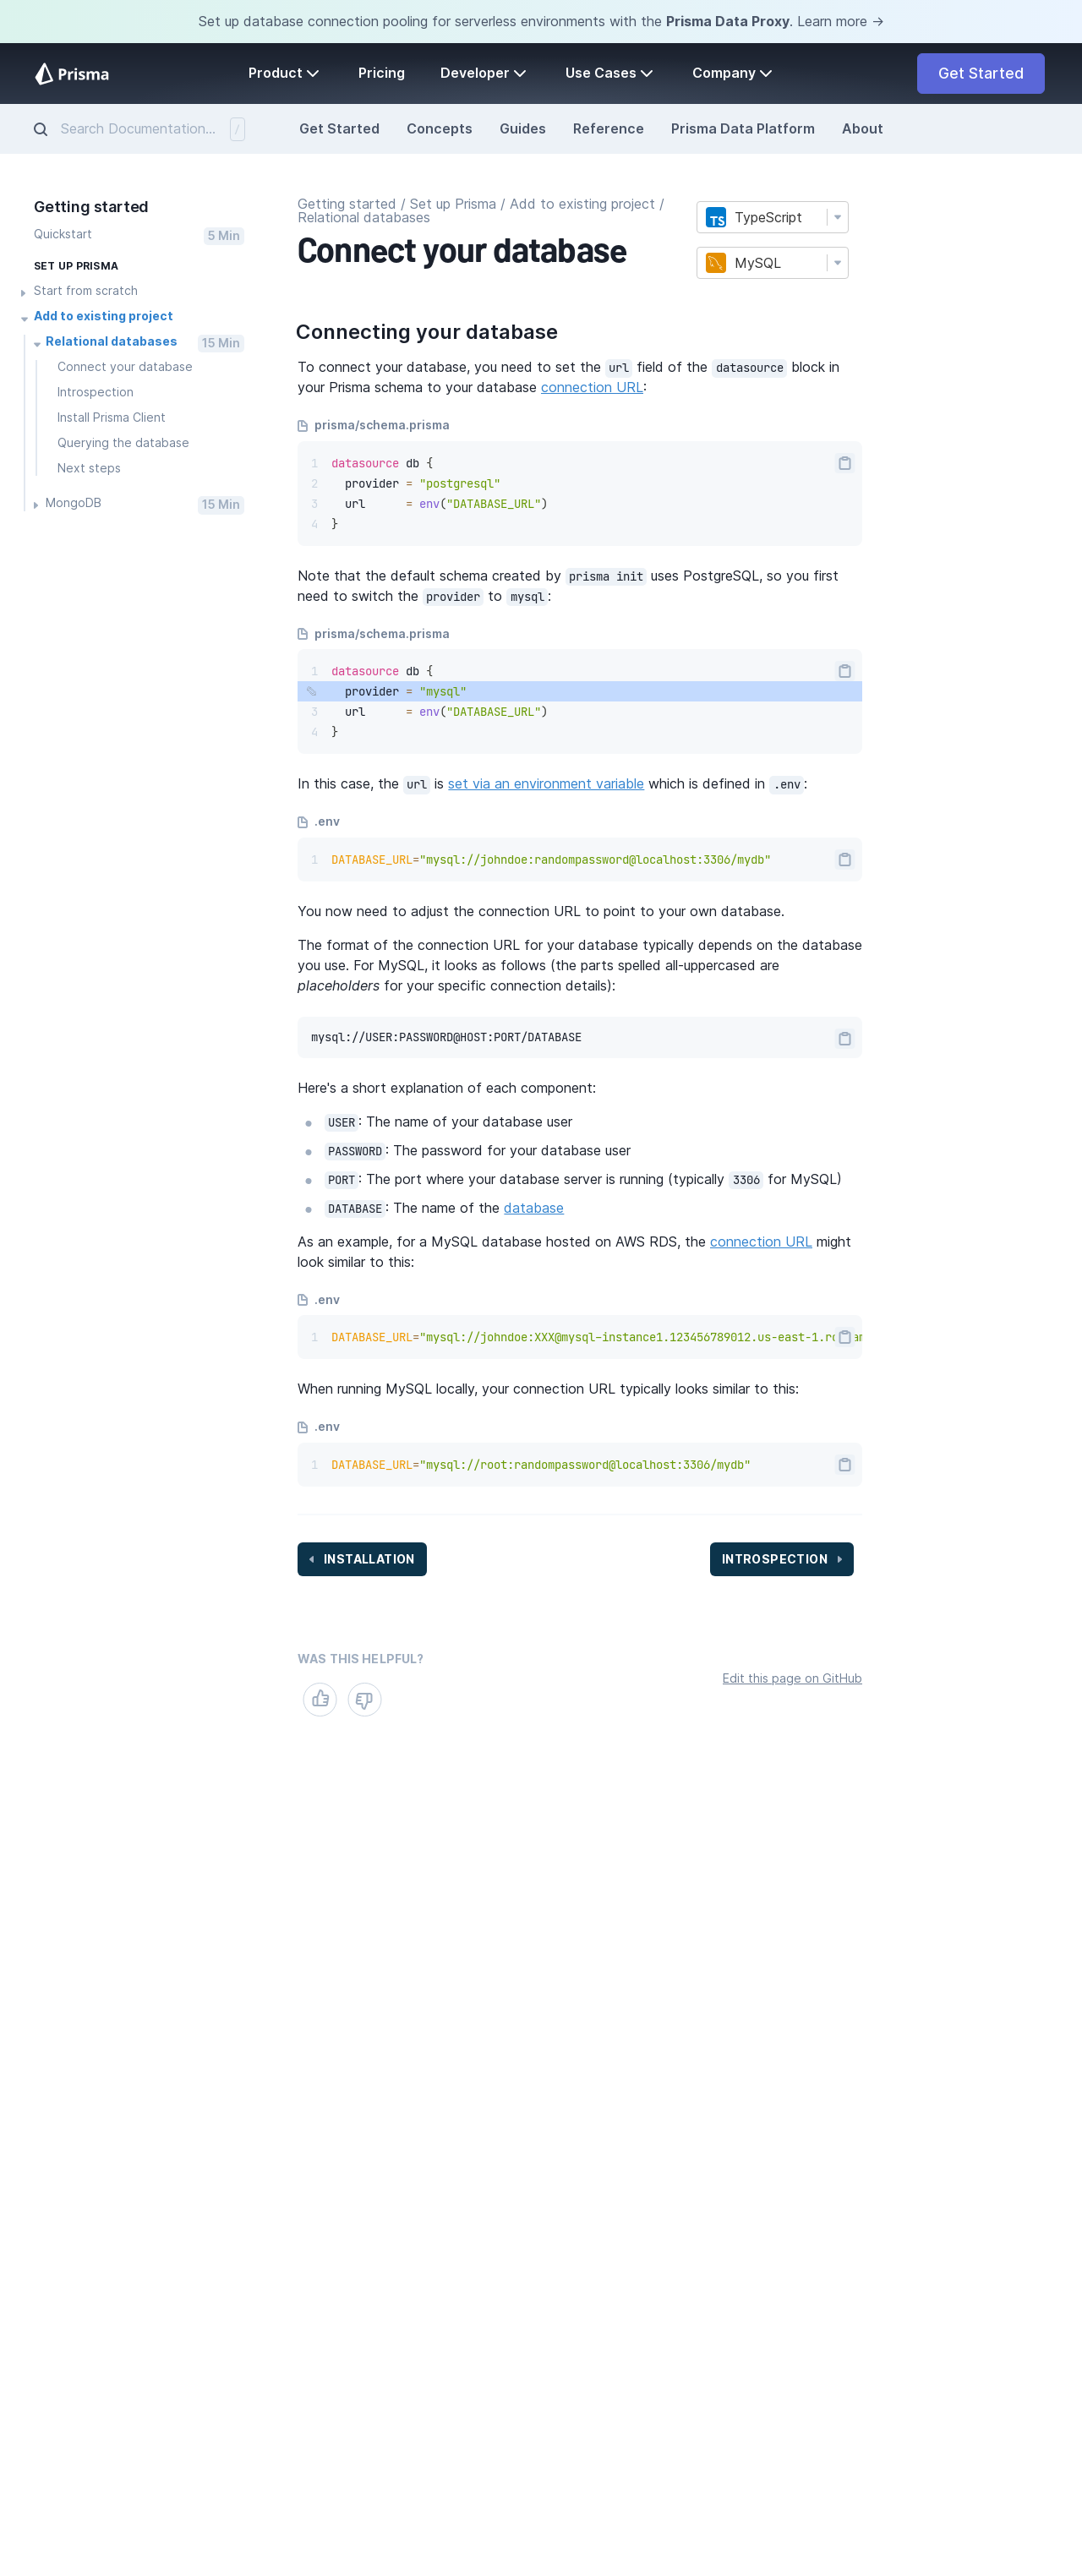 Set up database connection pooling for serverless environments with the Prisma Data Proxy. Learn more →
Prisma
Product
Pricing
Developer
Use Cases
Company
Get Started
Search Documentation...
/
Get Started
Concepts
Guides
Reference
Prisma Data Platform
About
Getting started
Quickstart
5 Min
SET UP PRISMA
Start from scratch
Add to existing project
Relational databases
15 Min
Connect your database
Introspection
Install Prisma Client
Querying the database
Next steps
MongoDB
15 Min
Getting started / Set up Prisma / Add to existing project /
Relational databases
Connect your database
TS TypeScript
MySQL
Connecting your database
To connect your database, you need to set the url field of the datasource block in
your Prisma schema to your database connection URL:
prisma/schema.prisma
1 datasource db {
2   provider = "postgresql"
3   url      = env("DATABASE_URL")
4 }
Note that the default schema created by prisma init uses PostgreSQL, so you first
need to switch the provider to mysql:
prisma/schema.prisma
1 datasource db {
  provider = "mysql"
3   url      = env("DATABASE_URL")
4 }
In this case, the url is set via an environment variable which is defined in .env:
.env
1 DATABASE_URL="mysql://johndoe:randompassword@localhost:3306/mydb"
You now need to adjust the connection URL to point to your own database.
The format of the connection URL for your database typically depends on the database
you use. For MySQL, it looks as follows (the parts spelled all-uppercased are
placeholders for your specific connection details):
mysql://USER:PASSWORD@HOST:PORT/DATABASE
Here's a short explanation of each component:
USER: The name of your database user
PASSWORD: The password for your database user
PORT: The port where your database server is running (typically 3306 for MySQL)
DATABASE: The name of the database
As an example, for a MySQL database hosted on AWS RDS, the connection URL might
look similar to this:
.env
1 DATABASE_URL="mysql://johndoe:XXX@mysql-instance1.123456789012.us-east-1.
When running MySQL locally, your connection URL typically looks similar to this:
.env
1 DATABASE_URL="mysql://root:randompassword@localhost:3306/mydb"
INSTALLATION
INTROSPECTION
WAS THIS HELPFUL?
Edit this page on GitHub